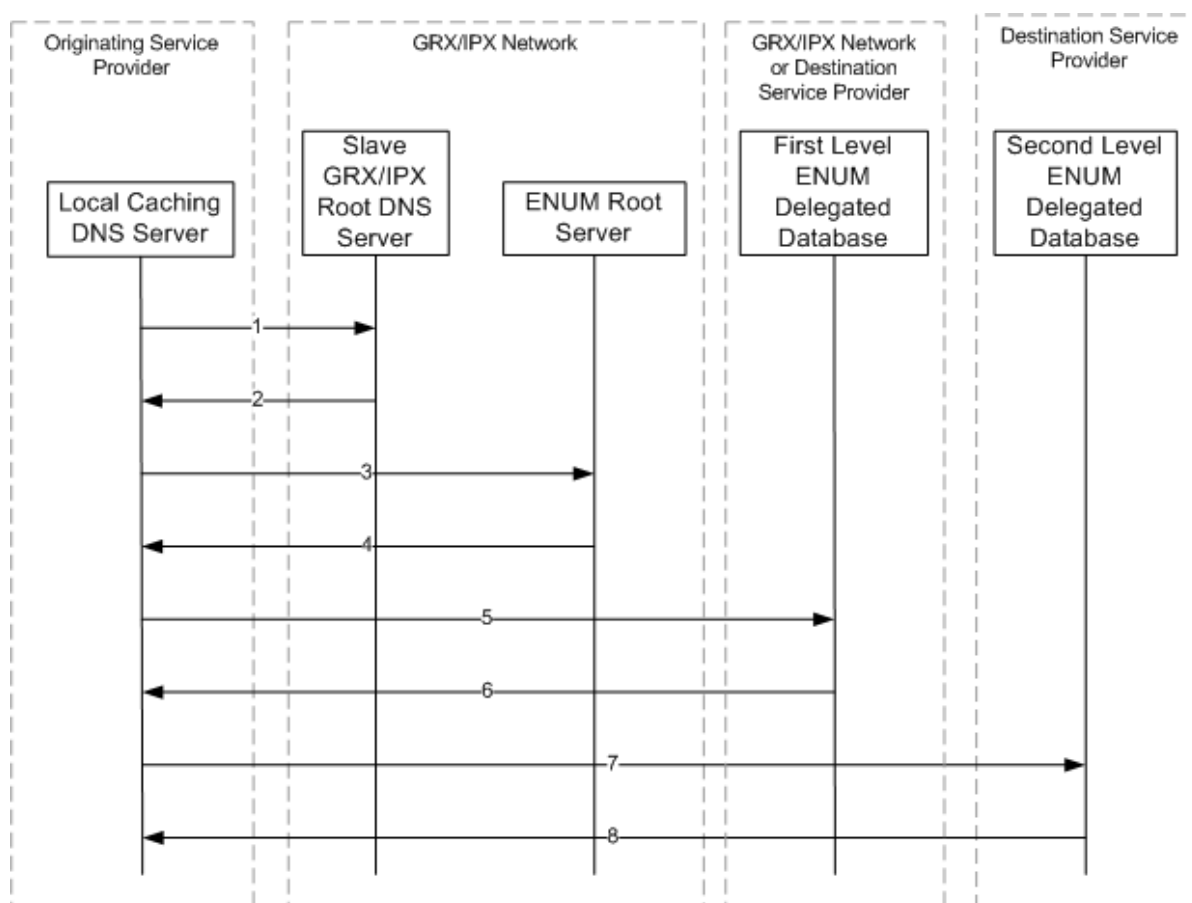 Originating Service
Provider
GRX/IPX Network
GRX/IPX Network
or Destination
Service Provider
Destination Service
Provider
Local Caching
DNS Server
Slave
GRX/IPX
Root DNS
Server
ENUM Root
Server
First Level
ENUM
Delegated
Database
Second Level
ENUM
Delegated
Database
1
2
3
4
5
6
7
8